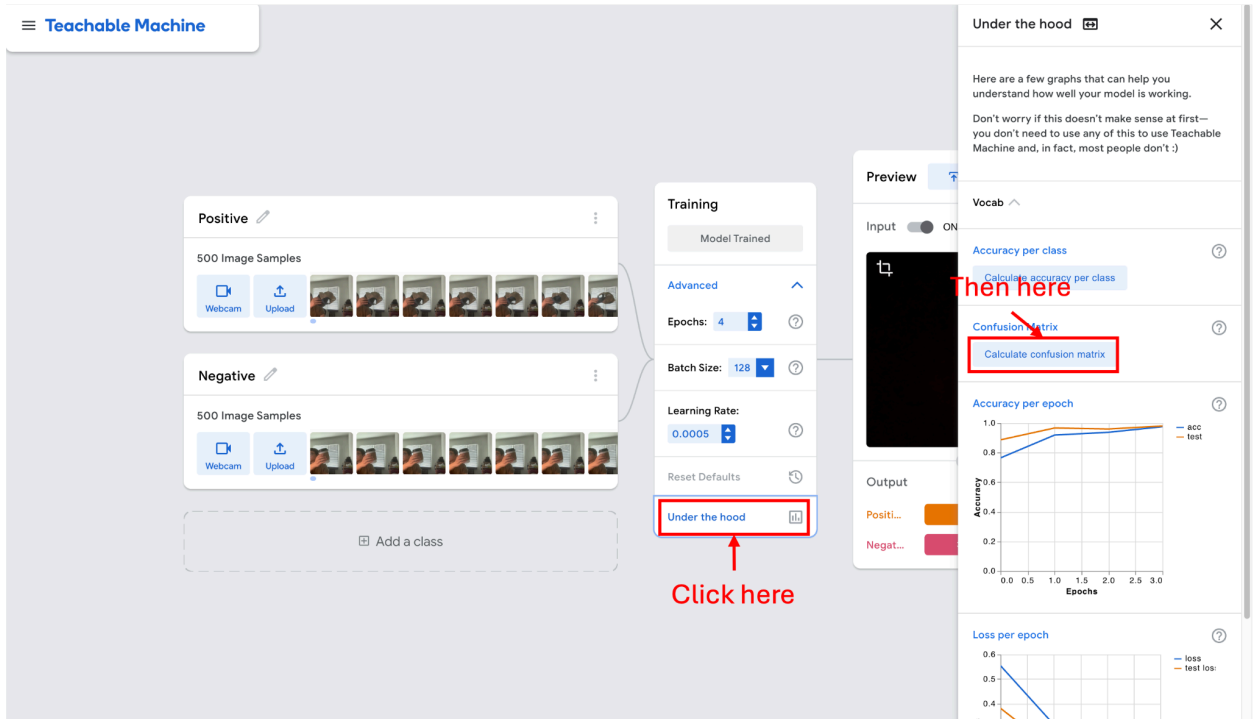 Teachable Machine
Positive
500 Image Samples
Webcam
Upload
Negative
500 Image Samples
Webcam
Upload
Add a class
Training
Model Trained
Advanced
Epochs: 4
Batch Size: 128
Learning Rate:
0.0005
Reset Defaults
Under the hood
Click here
Preview
Input ON
Output
Positi...
Negat...
Under the hood
Here are a few graphs that can help you
understand how well your model is working.
Don't worry if this doesn't make sense at first—
you don't need to use any of this to use Teachable
Machine and, in fact, most people don't :)
Vocab
Accuracy per class
Calculate accuracy per class
Then here
Confusion Matrix
Calculate confusion matrix
Accuracy per epoch
1.0
0.8
0.6
0.4
0.2
0.0
Accuracy
0.0 0.5 1.0 1.5 2.0 2.5 3.0
Epochs
acc
test
Loss per epoch
0.6
0.5
0.4
loss
test los